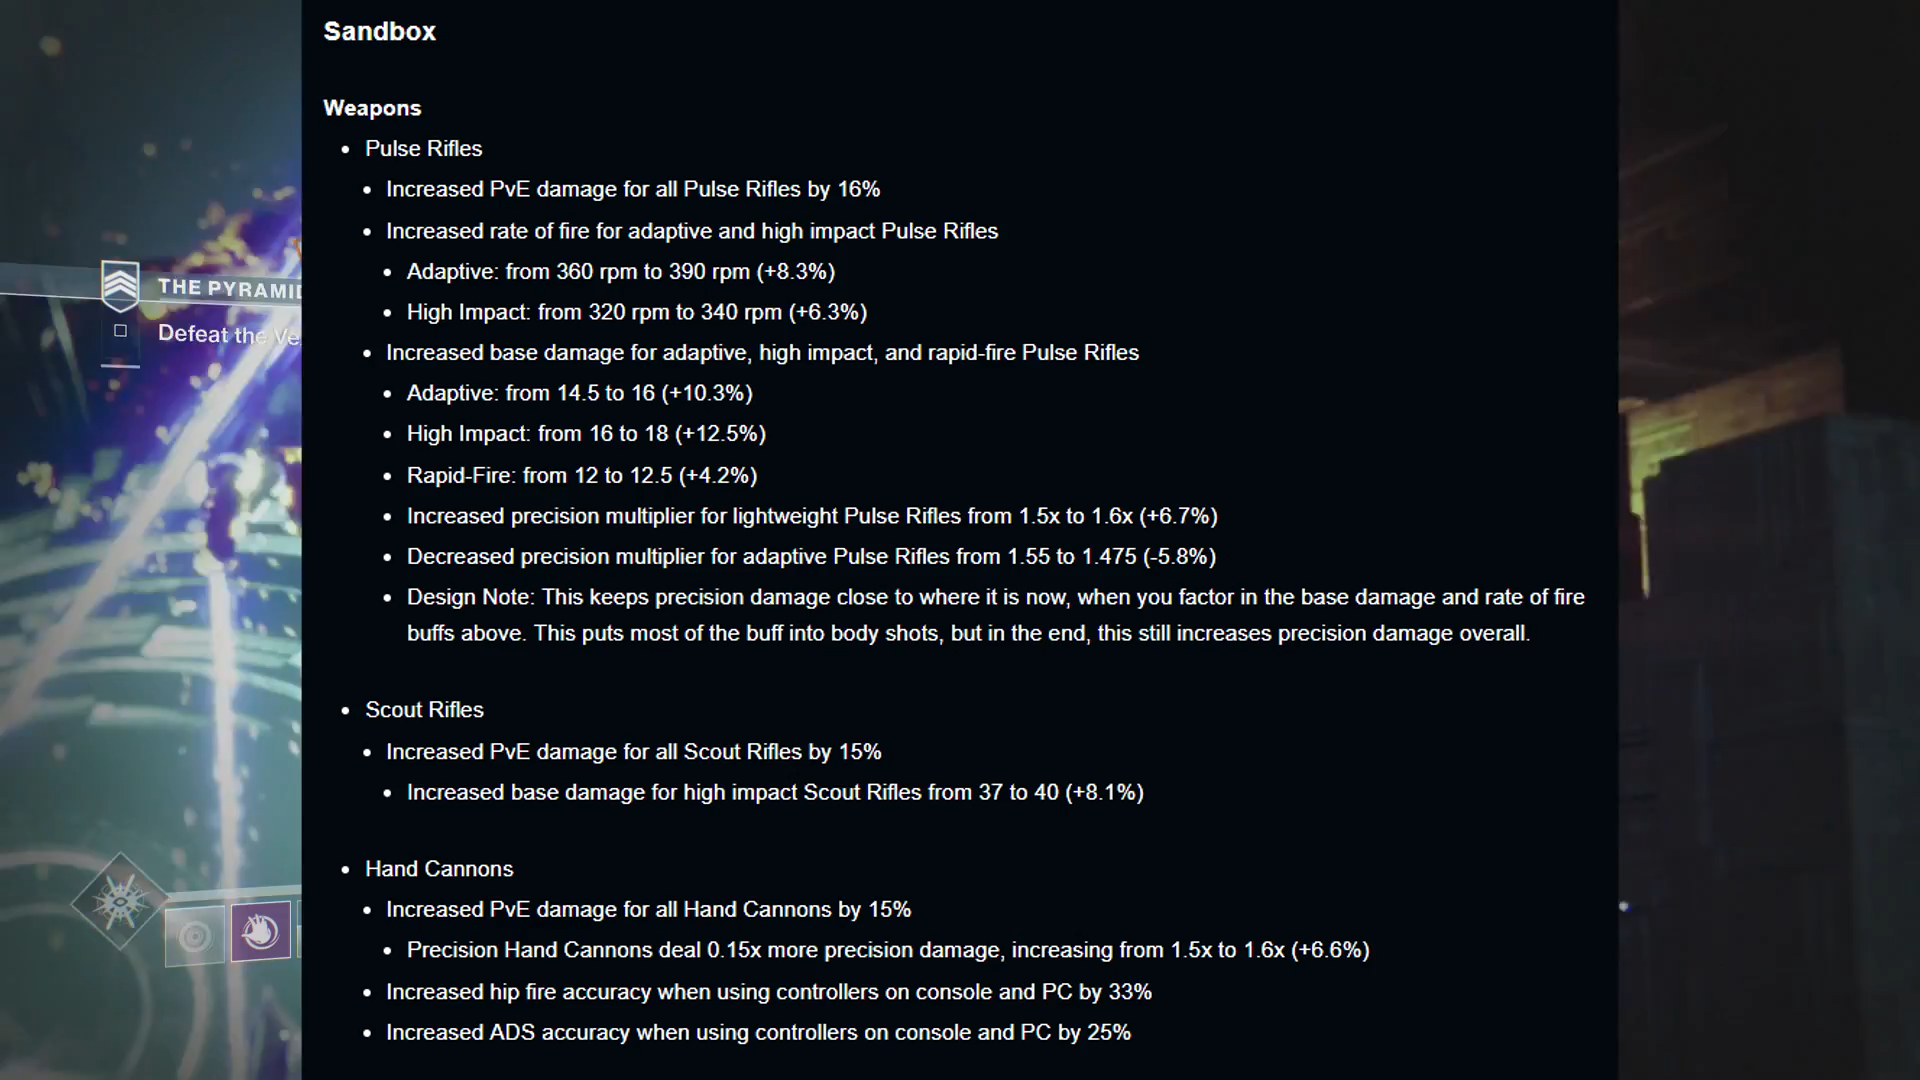 Sandbox
Weapons
• Pulse Rifles
• Increased PvE damage for all Pulse Rifles by 16%
• Increased rate of fire for adaptive and high impact Pulse Rifles
• Adaptive: from 360 rpm to 390 rpm (+8.3%)
• High Impact: from 320 rpm to 340 rpm (+6.3%)
• Increased base damage for adaptive, high impact, and rapid-fire Pulse Rifles
• Adaptive: from 14.5 to 16 (+10.3%)
• High Impact: from 16 to 18 (+12.5%)
• Rapid-Fire: from 12 to 12.5 (+4.2%)
• Increased precision multiplier for lightweight Pulse Rifles from 1.5x to 1.6x (+6.7%)
• Decreased precision multiplier for adaptive Pulse Rifles from 1.55 to 1.475 (-5.8%)
• Design Note: This keeps precision damage close to where it is now, when you factor in the base damage and rate of fire
buffs above. This puts most of the buff into body shots, but in the end, this still increases precision damage overall.
• Scout Rifles
• Increased PvE damage for all Scout Rifles by 15%
• Increased base damage for high impact Scout Rifles from 37 to 40 (+8.1%)
• Hand Cannons
• Increased PvE damage for all Hand Cannons by 15%
• Precision Hand Cannons deal 0.15x more precision damage, increasing from 1.5x to 1.6x (+6.6%)
• Increased hip fire accuracy when using controllers on console and PC by 33%
• Increased ADS accuracy when using controllers on console and PC by 25%
THE PYRAMI
Defeat the Ve